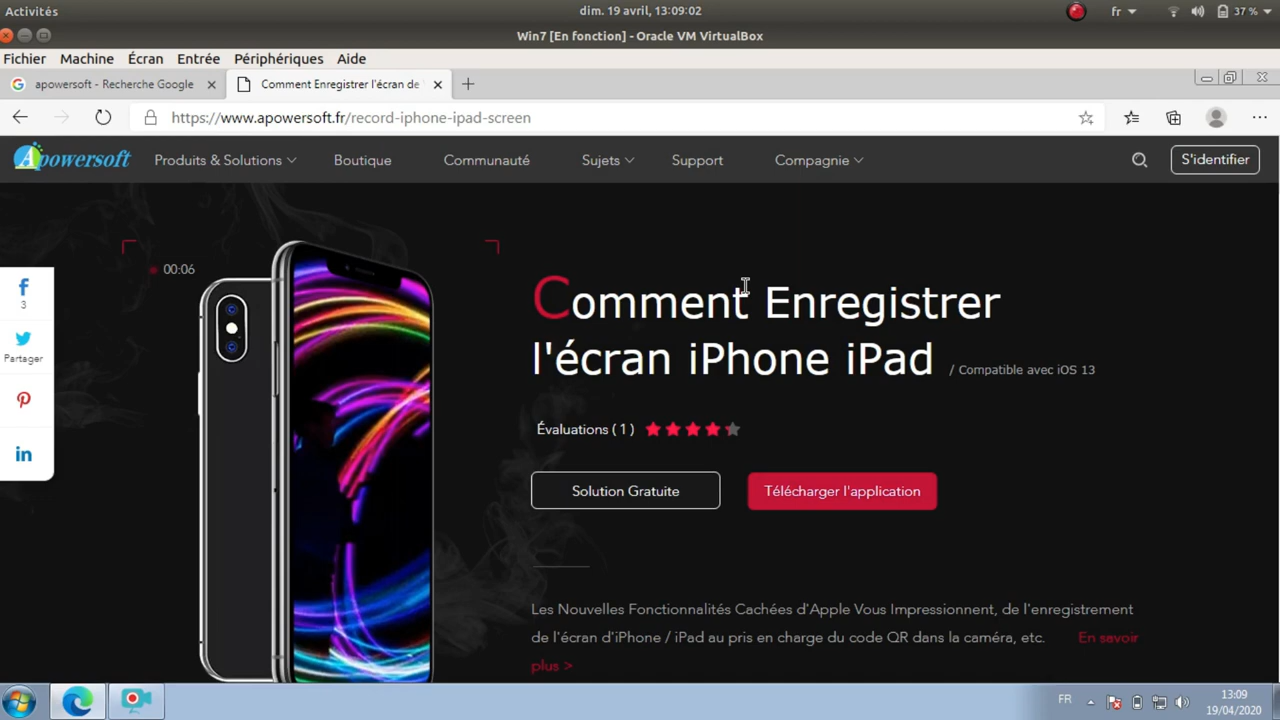 Activités
dim. 19 avril, 13:09:02
fr
37 %
Win7 [En fonction] - Oracle VM VirtualBox
Fichier Machine Écran Entrée Périphériques Aide
apowersoft - Recherche Google
Comment Enregistrer l'écran de
https://www.apowersoft.fr/record-iphone-ipad-screen
Apowersoft
Produits & Solutions Boutique Communauté Sujets Support Compagnie
S'identifier
00:06
3
Partager
Comment Enregistrer
l'écran iPhone iPad / Compatible avec iOS 13
Évaluations ( 1 )
Solution Gratuite
Télécharger l'application
Les Nouvelles Fonctionnalités Cachées d'Apple Vous Impressionnent, de l'enregistrement
de l'écran d'iPhone / iPad au pris en charge du code QR dans la caméra, etc. En savoir
plus >
FR
13:09
19/04/2020